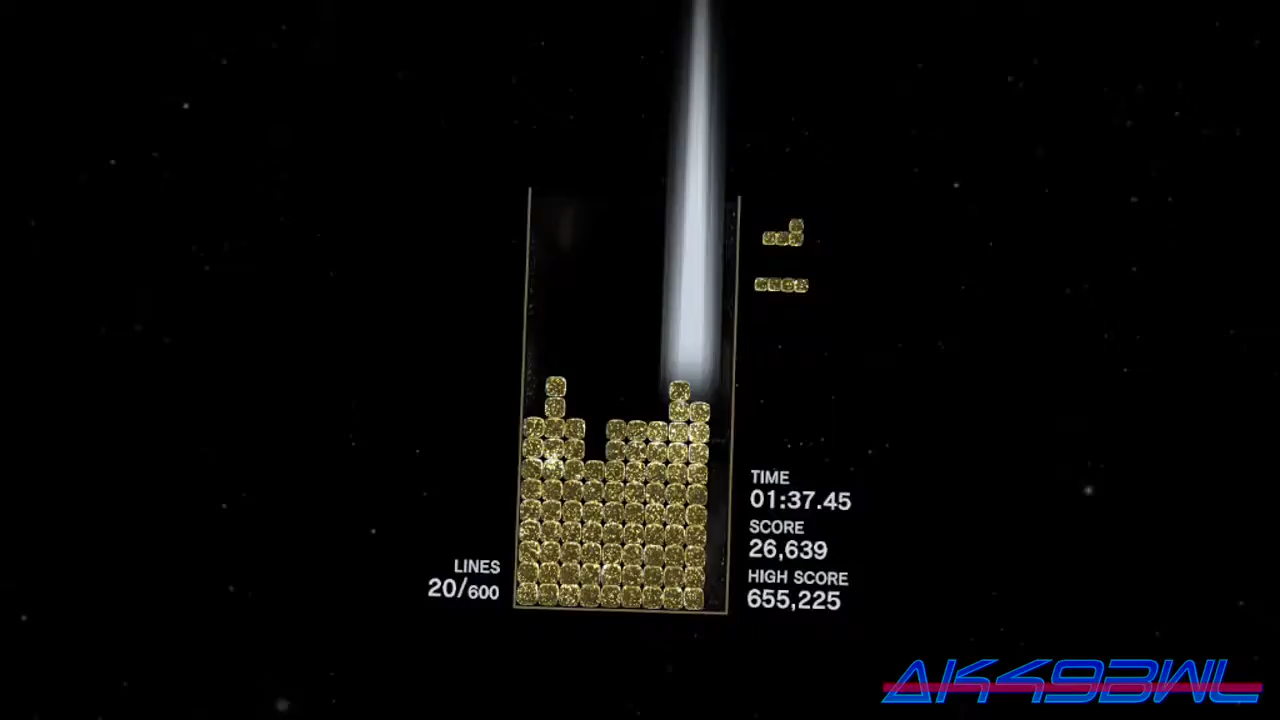 LINES
20/600
TIME
01:37.45
SCORE
26,639
HIGH SCORE
655,225
AK49BWL